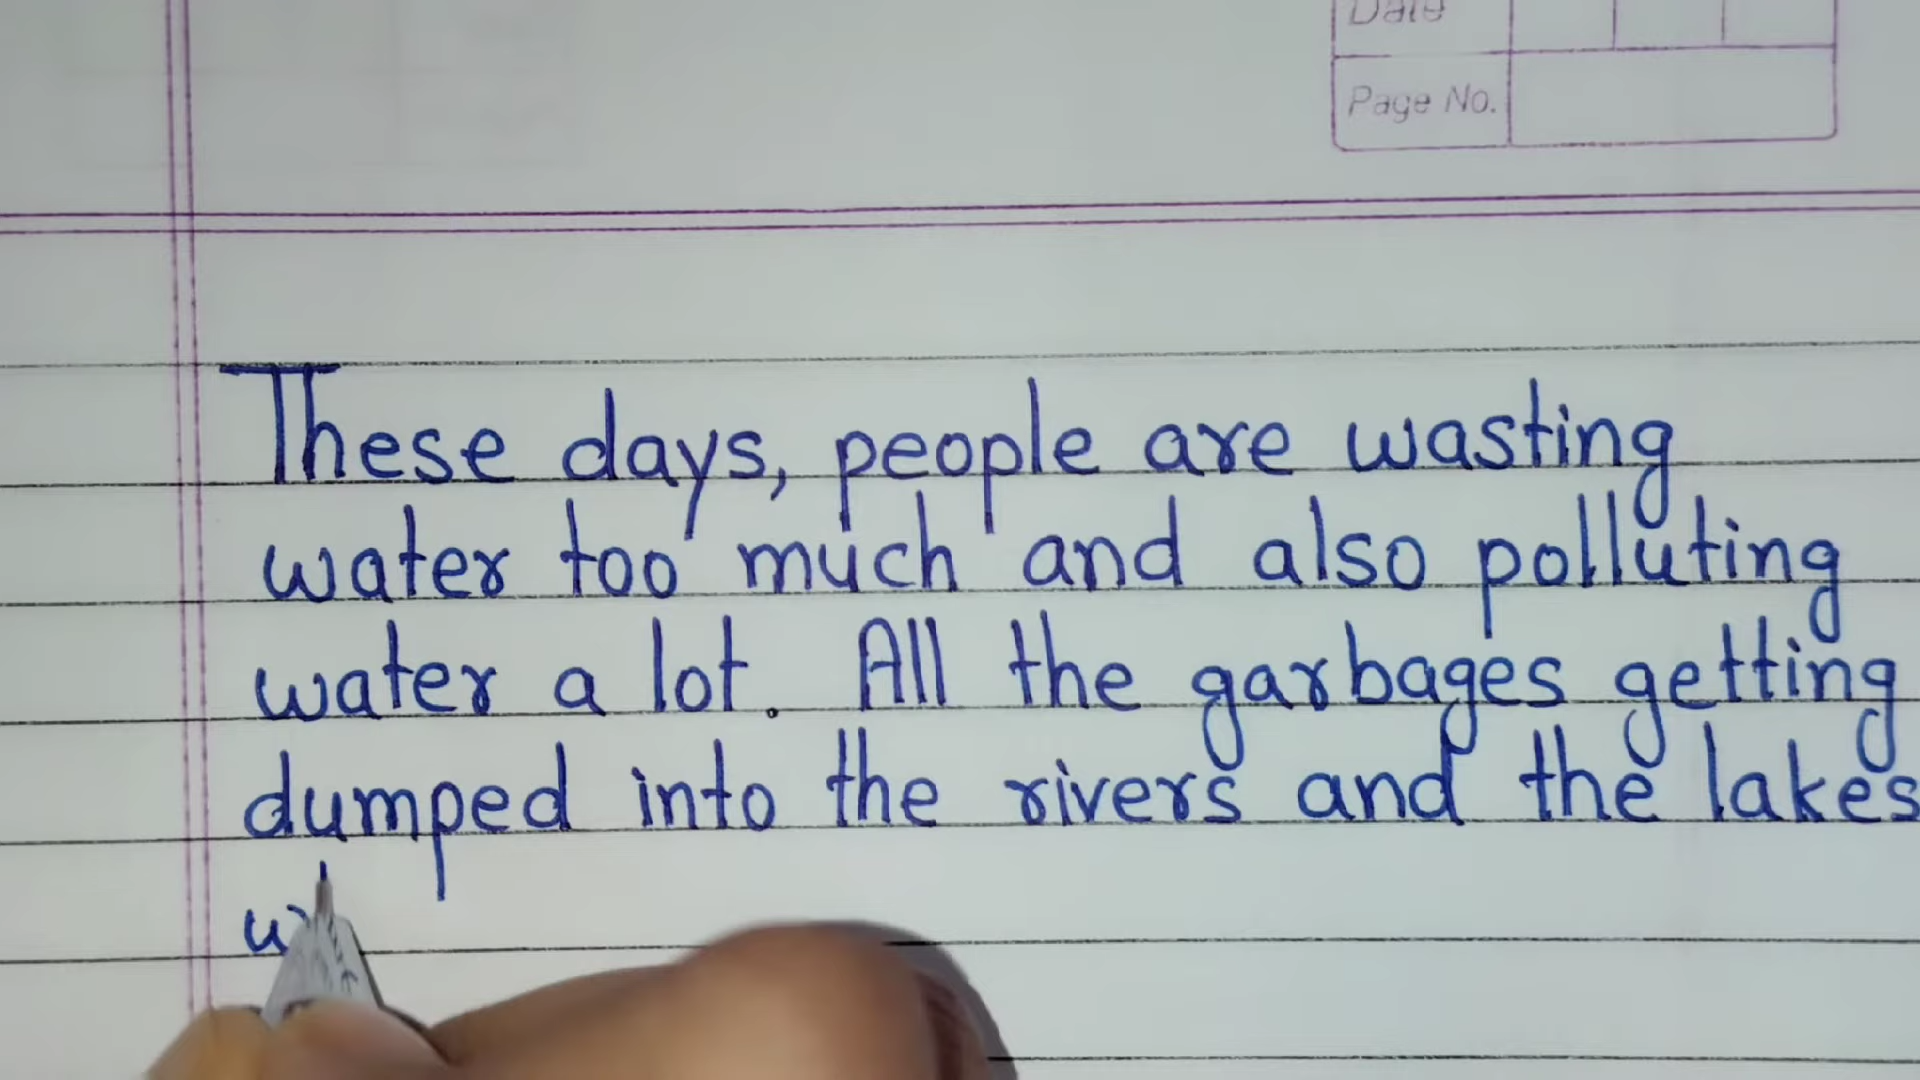 Date
Page No.
These days, people are wasting
water too much and also polluting
water a lot. All the garbages getting
dumped into the rivers and the lakes